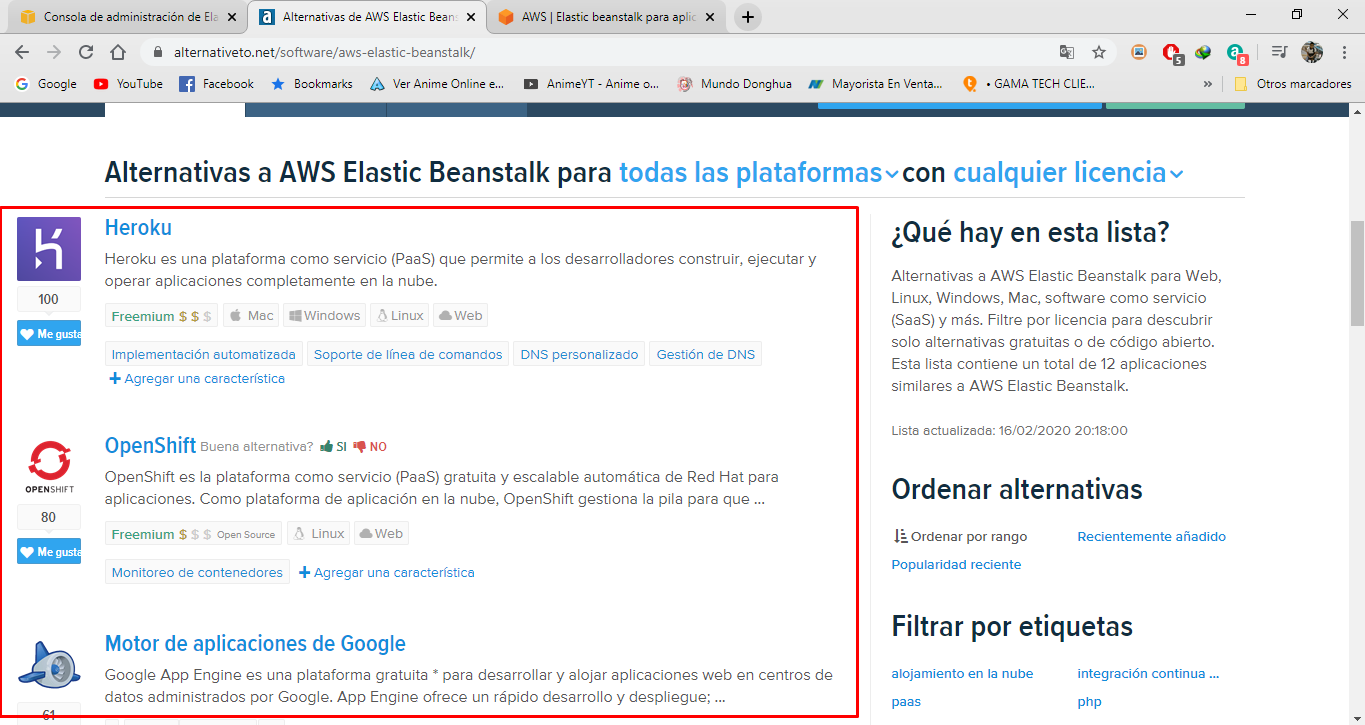 Consola de administración de Ela
Alternativas de AWS Elastic Beans
AWS | Elastic beanstalk para aplic
alternativeto.net/software/aws-elastic-beanstalk/
5
8
Google
YouTube
Facebook
Bookmarks
Ver Anime Online e...
AnimeYT - Anime o...
Mundo Donghua
Mayorista En Venta...
• GAMA TECH CLIE...
»
Otros marcadores
Alternativas a AWS Elastic Beanstalk para todas las plataformas con cualquier licencia
Heroku
Heroku es una plataforma como servicio (PaaS) que permite a los desarrolladores construir, ejecutar y
operar aplicaciones completamente en la nube.
100
Me gusta
Freemium $ $ $
Mac
Windows
Linux
Web
Implementación automatizada
Soporte de línea de comandos
DNS personalizado
Gestión de DNS
+ Agregar una característica
OpenShift Buena alternativa? SI NO
OPENSHIFT
OpenShift es la plataforma como servicio (PaaS) gratuita y escalable automática de Red Hat para
aplicaciones. Como plataforma de aplicación en la nube, OpenShift gestiona la pila para que ...
80
Me gusta
Freemium $ $ $ Open Source
Linux
Web
Monitoreo de contenedores
+ Agregar una característica
Motor de aplicaciones de Google
Google App Engine es una plataforma gratuita * para desarrollar y alojar aplicaciones web en centros de
datos administrados por Google. App Engine ofrece un rápido desarrollo y despliegue; ...
61
¿Qué hay en esta lista?
Alternativas a AWS Elastic Beanstalk para Web,
Linux, Windows, Mac, software como servicio
(SaaS) y más. Filtre por licencia para descubrir
solo alternativas gratuitas o de código abierto.
Esta lista contiene un total de 12 aplicaciones
similares a AWS Elastic Beanstalk.
Lista actualizada: 16/02/2020 20:18:00
Ordenar alternativas
Ordenar por rango
Recientemente añadido
Popularidad reciente
Filtrar por etiquetas
alojamiento en la nube
integración continua ...
paas
php